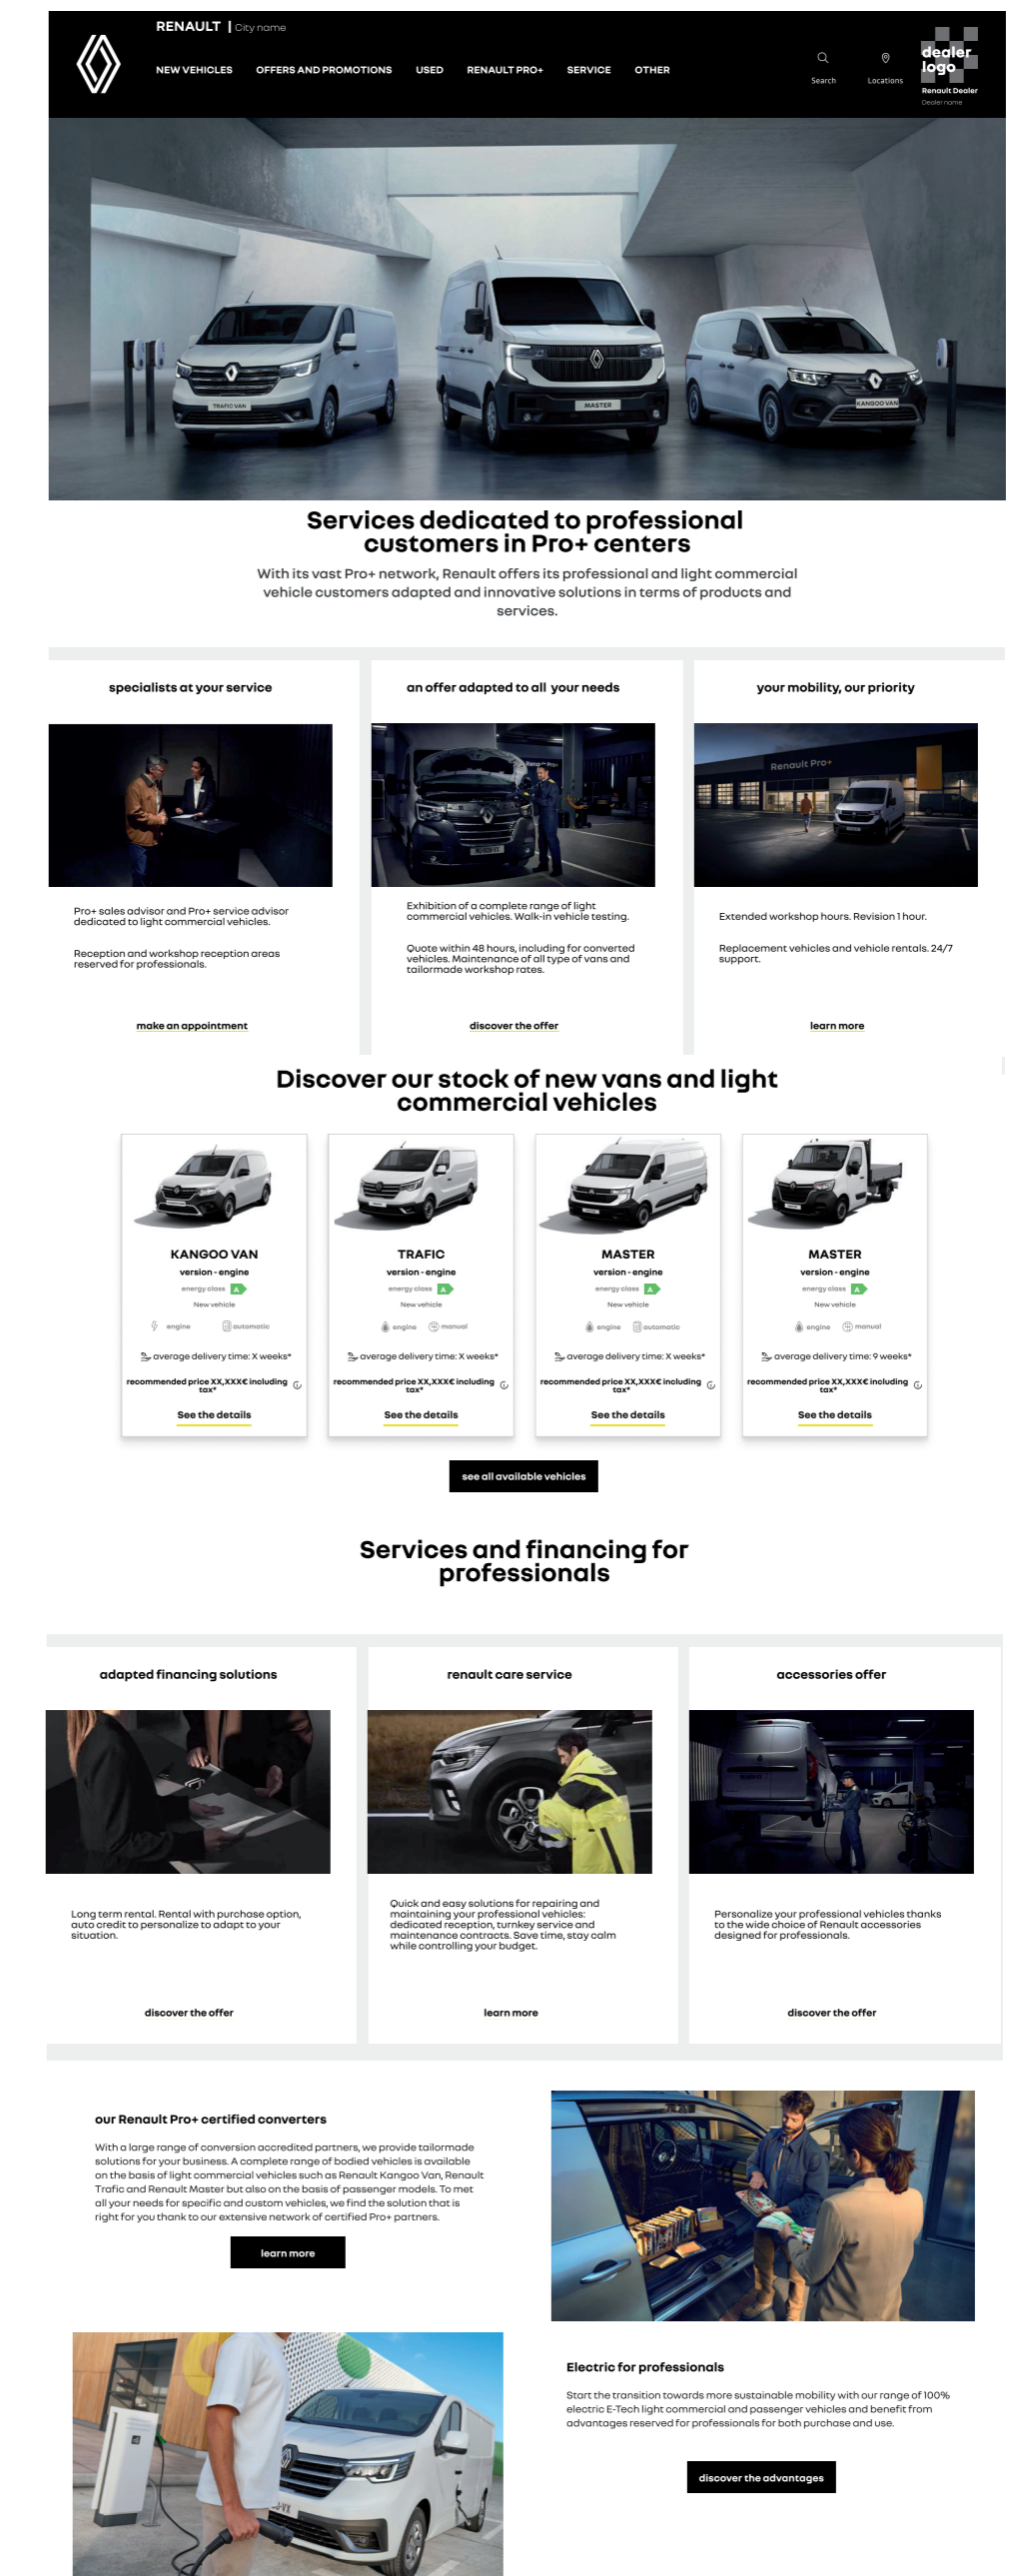 RENAULT | City name
NEW VEHICLES OFFERS AND PROMOTIONS USED RENAULT PRO+ SERVICE OTHER
Search
Locations
dealer
logo
Renault Dealer
Dealer name
TRAFIC VAN
MASTER
KANGOO VAN
Services dedicated to professional
customers in Pro+ centers
With its vast Pro+ network, Renault offers its professional and light commercial
vehicle customers adapted and innovative solutions in terms of products and
services.
specialists at your service
Pro+ sales advisor and Pro+ service advisor
dedicated to light commercial vehicles.
Reception and workshop reception areas
reserved for professionals.
make an appointment
an offer adapted to all your needs
Exhibition of a complete range of light
commercial vehicles. Walk-in vehicle testing.
Quote within 48 hours, including for converted
vehicles. Maintenance of all type of vans and
tailormade workshop rates.
discover the offer
your mobility, our priority
Renault Pro+
Extended workshop hours. Revision 1 hour.
Replacement vehicles and vehicle rentals. 24/7
support.
learn more
Discover our stock of new vans and light
commercial vehicles
KANGOO VAN
version - engine
energy class A
New vehicle
engine automatic
average delivery time: X weeks*
recommended price XX,XXX€ including
tax*
See the details
TRAFIC
version - engine
energy class A
New vehicle
engine manual
average delivery time: X weeks*
recommended price XX,XXX€ including
tax*
See the details
MASTER
version - engine
energy class A
New vehicle
engine automatic
average delivery time: X weeks*
recommended price XX,XXX€ including
tax*
See the details
MASTER
version - engine
energy class A
New vehicle
engine manual
average delivery time: 9 weeks*
recommended price XX,XXX€ including
tax*
See the details
see all available vehicles
Services and financing for
professionals
adapted financing solutions
Long term rental. Rental with purchase option,
auto credit to personalize to adapt to your
situation.
discover the offer
renault care service
Quick and easy solutions for repairing and
maintaining your professional vehicles:
dedicated reception, turnkey service and
maintenance contracts. Save time, stay calm
while controlling your budget.
learn more
accessories offer
Personalize your professional vehicles thanks
to the wide choice of Renault accessories
designed for professionals.
discover the offer
our Renault Pro+ certified converters
With a large range of conversion accredited partners, we provide tailormade
solutions for your business. A complete range of bodied vehicles is available
on the basis of light commercial vehicles such as Renault Kangoo Van, Renault
Trafic and Renault Master but also on the basis of passenger models. To met
all your needs for specific and custom vehicles, we find the solution that is
right for you thank to our extensive network of certified Pro+ partners.
learn more
Electric for professionals
Start the transition towards more sustainable mobility with our range of 100%
electric E-Tech light commercial and passenger vehicles and benefit from
advantages reserved for professionals for both purchase and use.
discover the advantages